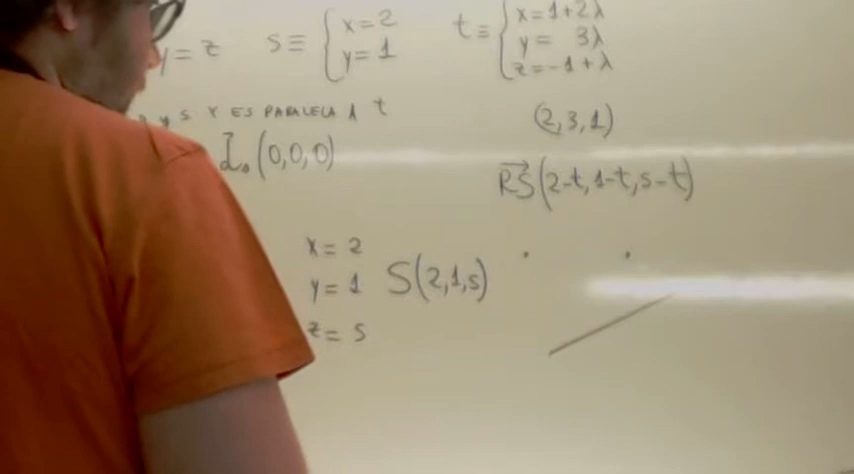 y = z s ≡ { x = 2 y = 1 t ≡ { x = 1 + 2λ y = 3λ z = -1 + λ
y s Y ES PARALELA A t
(0,0,0) (2,3,1)
RS (2-t, 1-t, s-t)
x = 2
y = 1 S(2,1,s)
z = s